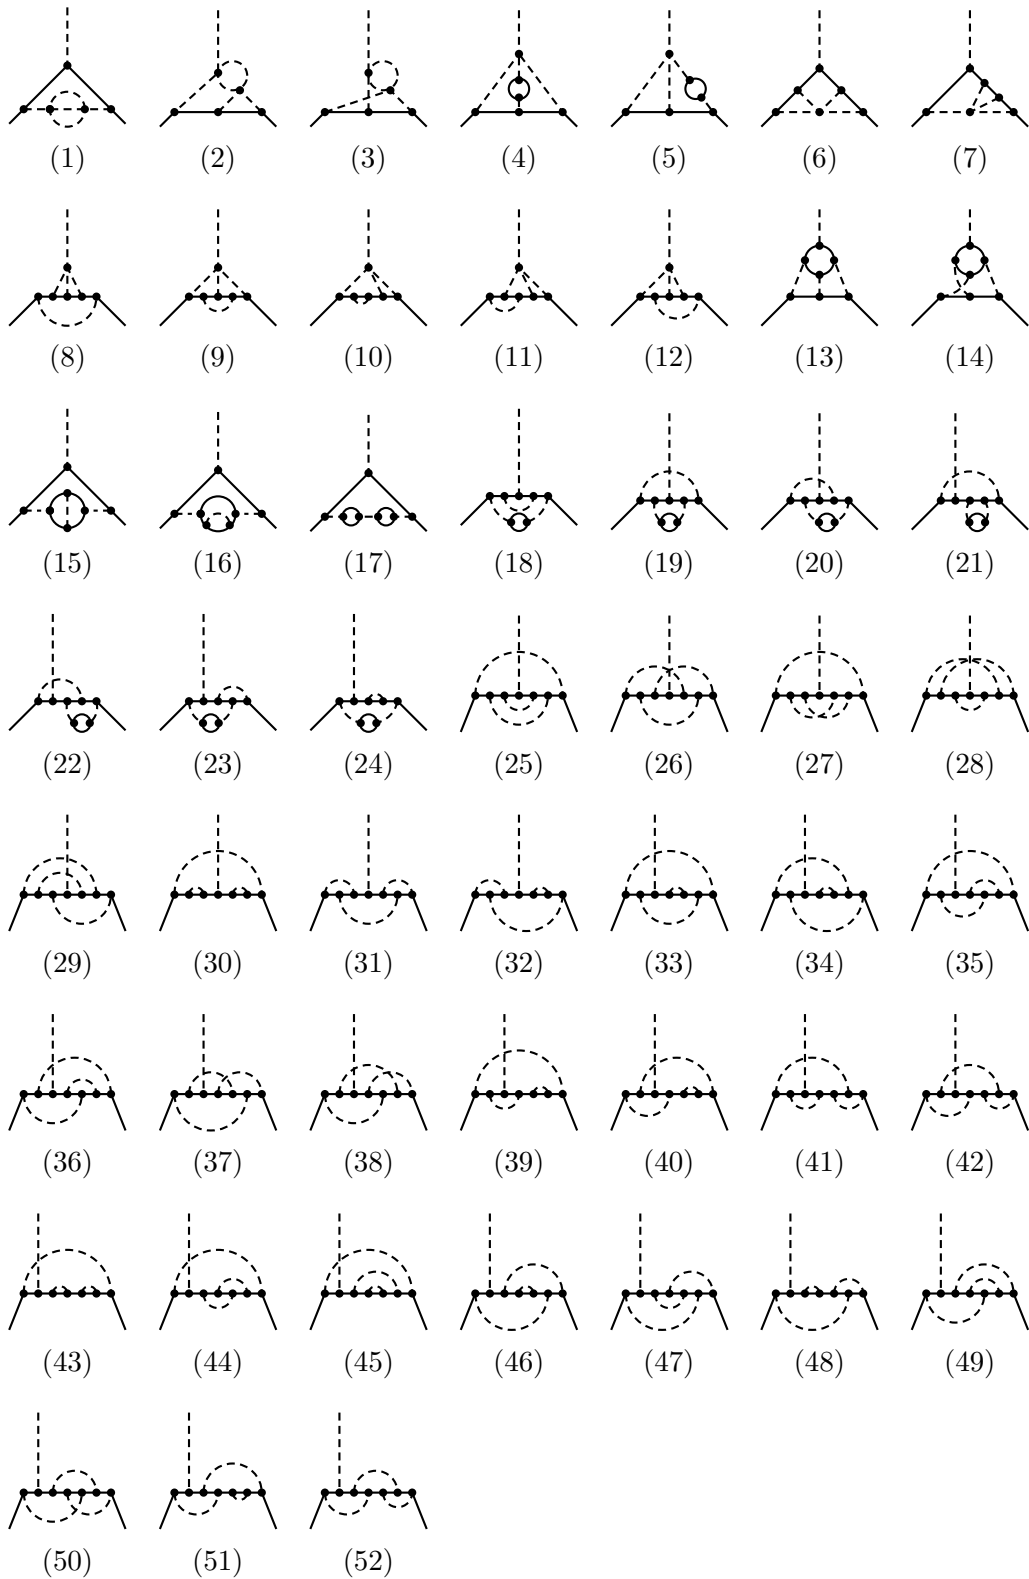 (1) (2) (3) (4) (5) (6) (7)
(8) (9) (10) (11) (12) (13) (14)
(15) (16) (17) (18) (19) (20) (21)
(22) (23) (24) (25) (26) (27) (28)
(29) (30) (31) (32) (33) (34) (35)
(36) (37) (38) (39) (40) (41) (42)
(43) (44) (45) (46) (47) (48) (49)
(50) (51) (52)